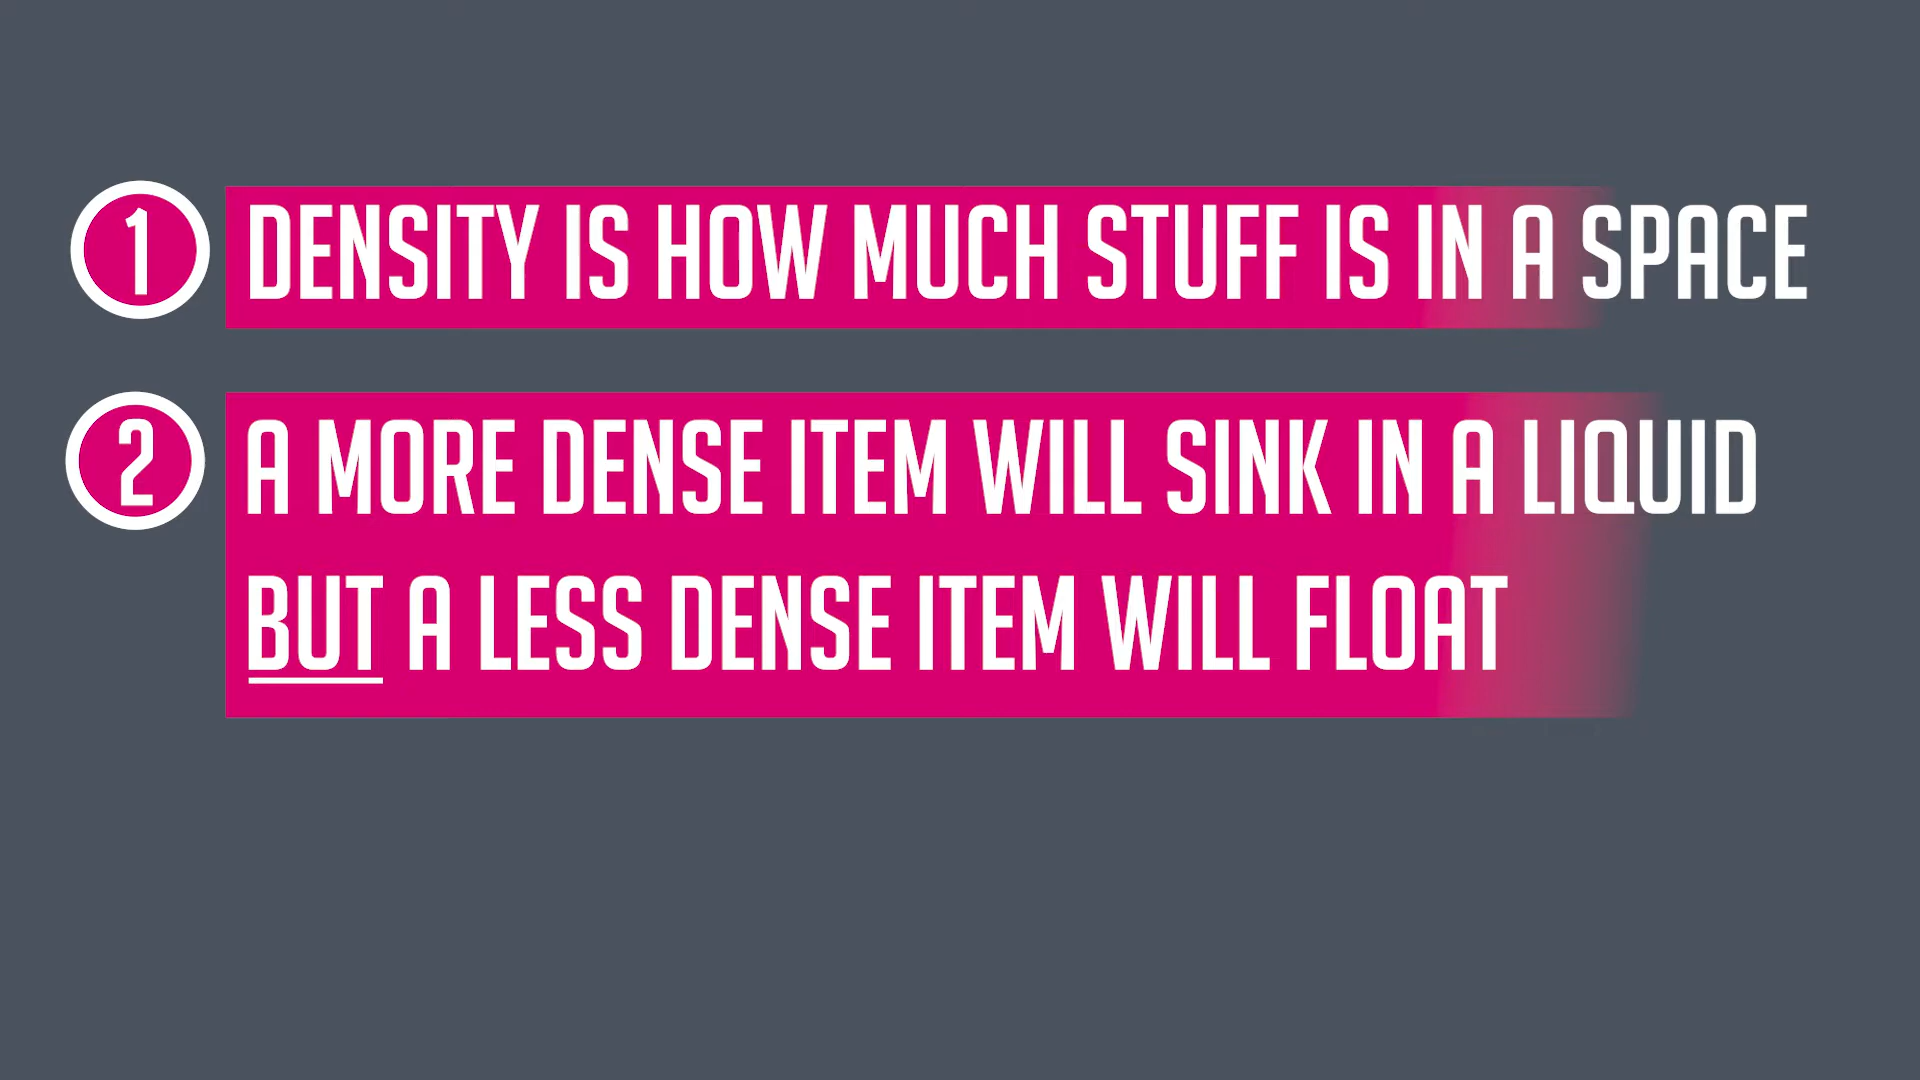 1 DENSITY IS HOW MUCH STUFF IS IN A SPACE
2 A MORE DENSE ITEM WILL SINK IN A LIQUID
BUT A LESS DENSE ITEM WILL FLOAT